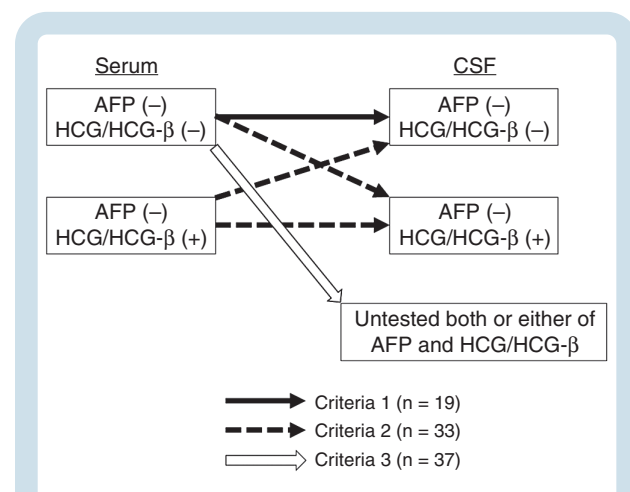 Serum
CSF
AFP (–)
HCG/HCG-β (–)
AFP (–)
HCG/HCG-β (–)
AFP (–)
HCG/HCG-β (+)
AFP (–)
HCG/HCG-β (+)
Untested both or either of
AFP and HCG/HCG-β
Criteria 1 (n = 19)
Criteria 2 (n = 33)
Criteria 3 (n = 37)